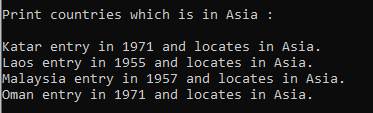 Print countries which is in Asia :
Katar entry in 1971 and locates in Asia.
Laos entry in 1955 and locates in Asia.
Malaysia entry in 1957 and locates in Asia.
Oman entry in 1971 and locates in Asia.